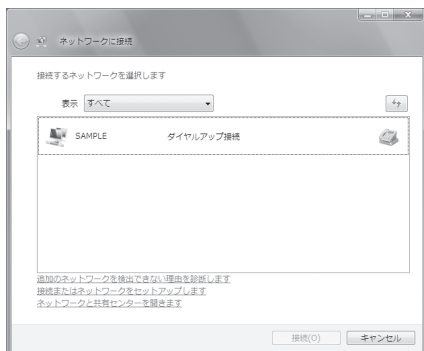 ネットワークに接続
接続するネットワークを選択します
表示 すべて
SAMPLE ダイヤルアップ接続
追加のネットワークを検出できない理由を診断します
接続またはネットワークをセットアップします
ネットワークと共有センターを開きます
接続(O) キャンセル